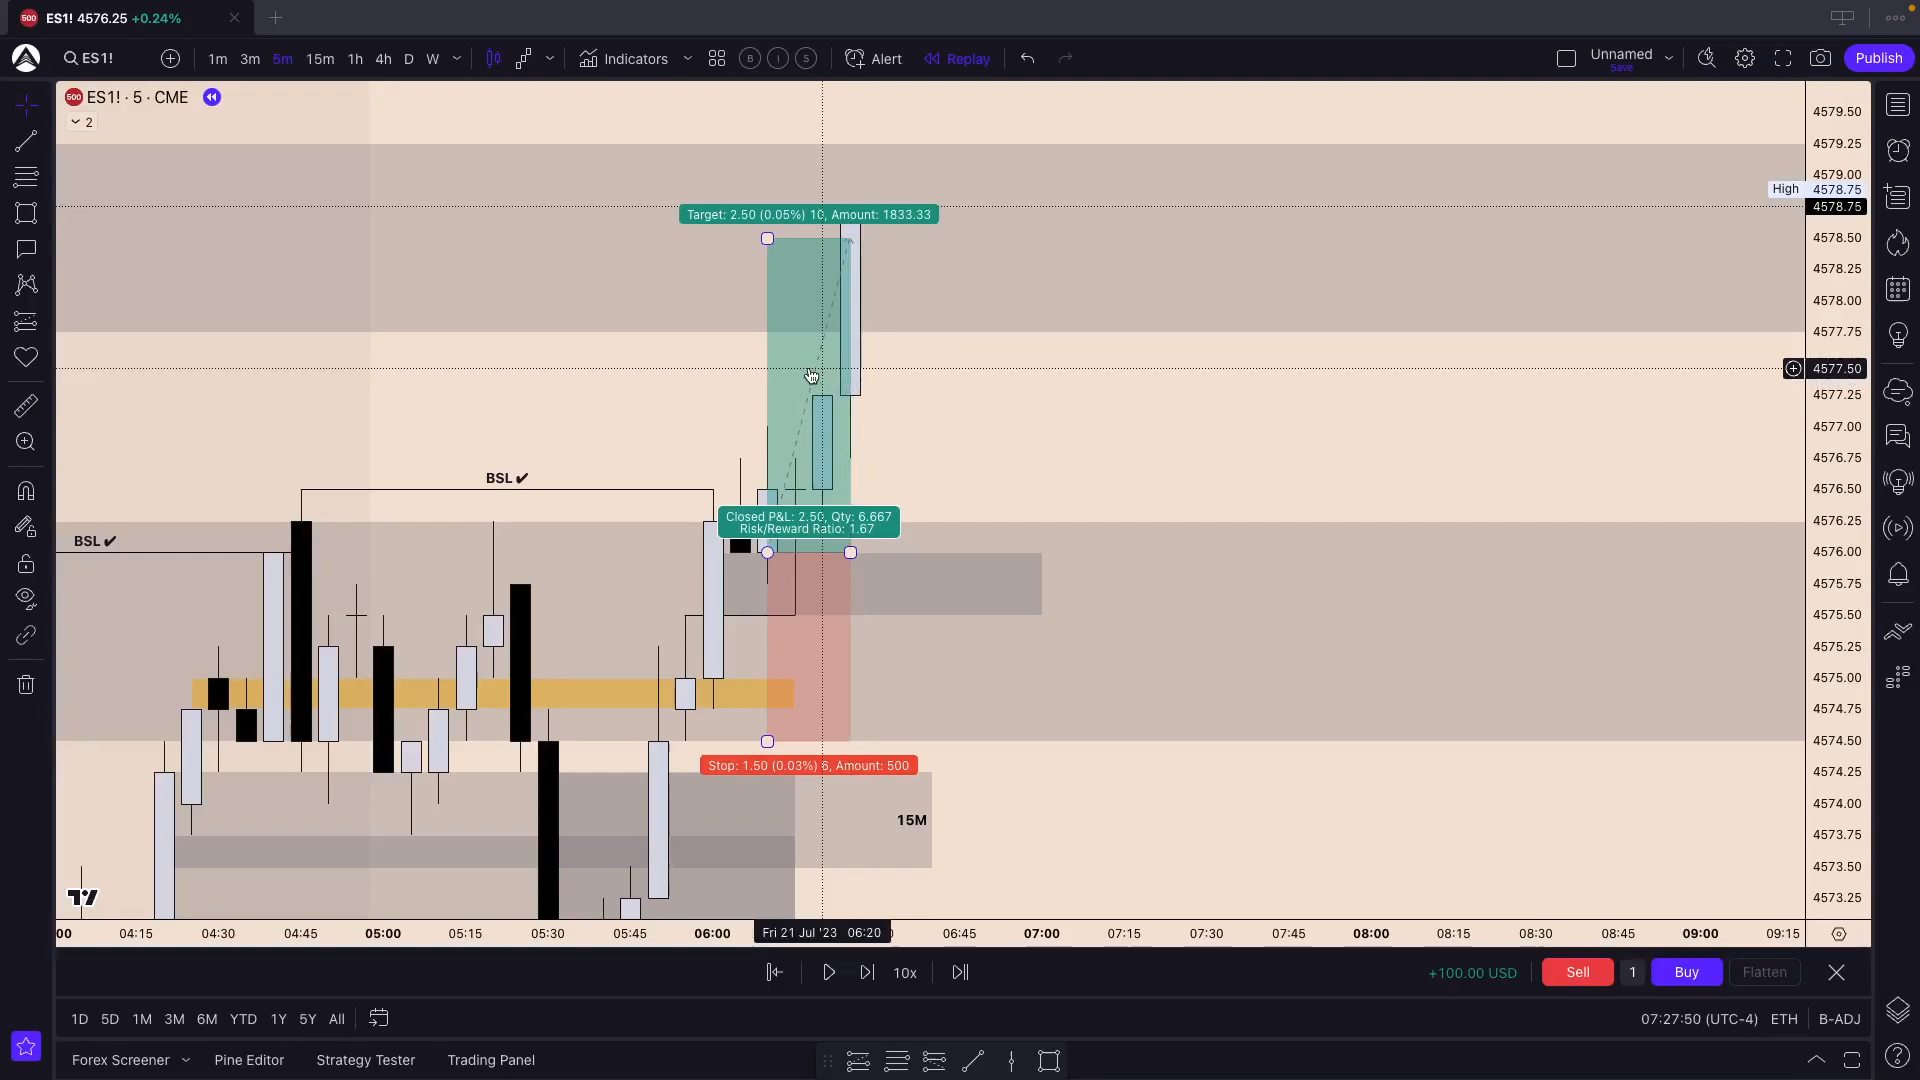 500 ES1! 4576.25 +0.24%
ES1! 1m 3m 5m 15m 1h 4h D W Indicators B I S Alert Replay Unnamed Save Publish
500 ES1! · 5 · CME
2
4579.50
4579.25
4579.00
High 4578.75
4578.75
Target: 2.50 (0.05%) 10, Amount: 1833.33
4578.50
4578.25
4578.00
4577.75
4577.50
4577.25
4577.00
4576.75
BSL ✔
4576.50
Closed P&L: 2.50, Qty: 6.667
Risk/Reward Ratio: 1.67
4576.25
BSL ✔
4576.00
4575.75
4575.50
4575.25
4575.00
4574.75
4574.50
Stop: 1.50 (0.03%) 6, Amount: 500
4574.25
4574.00
15M
4573.75
4573.50
4573.25
00 04:15 04:30 04:45 05:00 05:15 05:30 05:45 06:00 Fri 21 Jul '23 06:20 06:45 07:00 07:15 07:30 07:45 08:00 08:15 08:30 08:45 09:00 09:15
10x +100.00 USD Sell 1 Buy Flatten
1D 5D 1M 3M 6M YTD 1Y 5Y All 07:27:50 (UTC-4) ETH B-ADJ
Forex Screener Pine Editor Strategy Tester Trading Panel